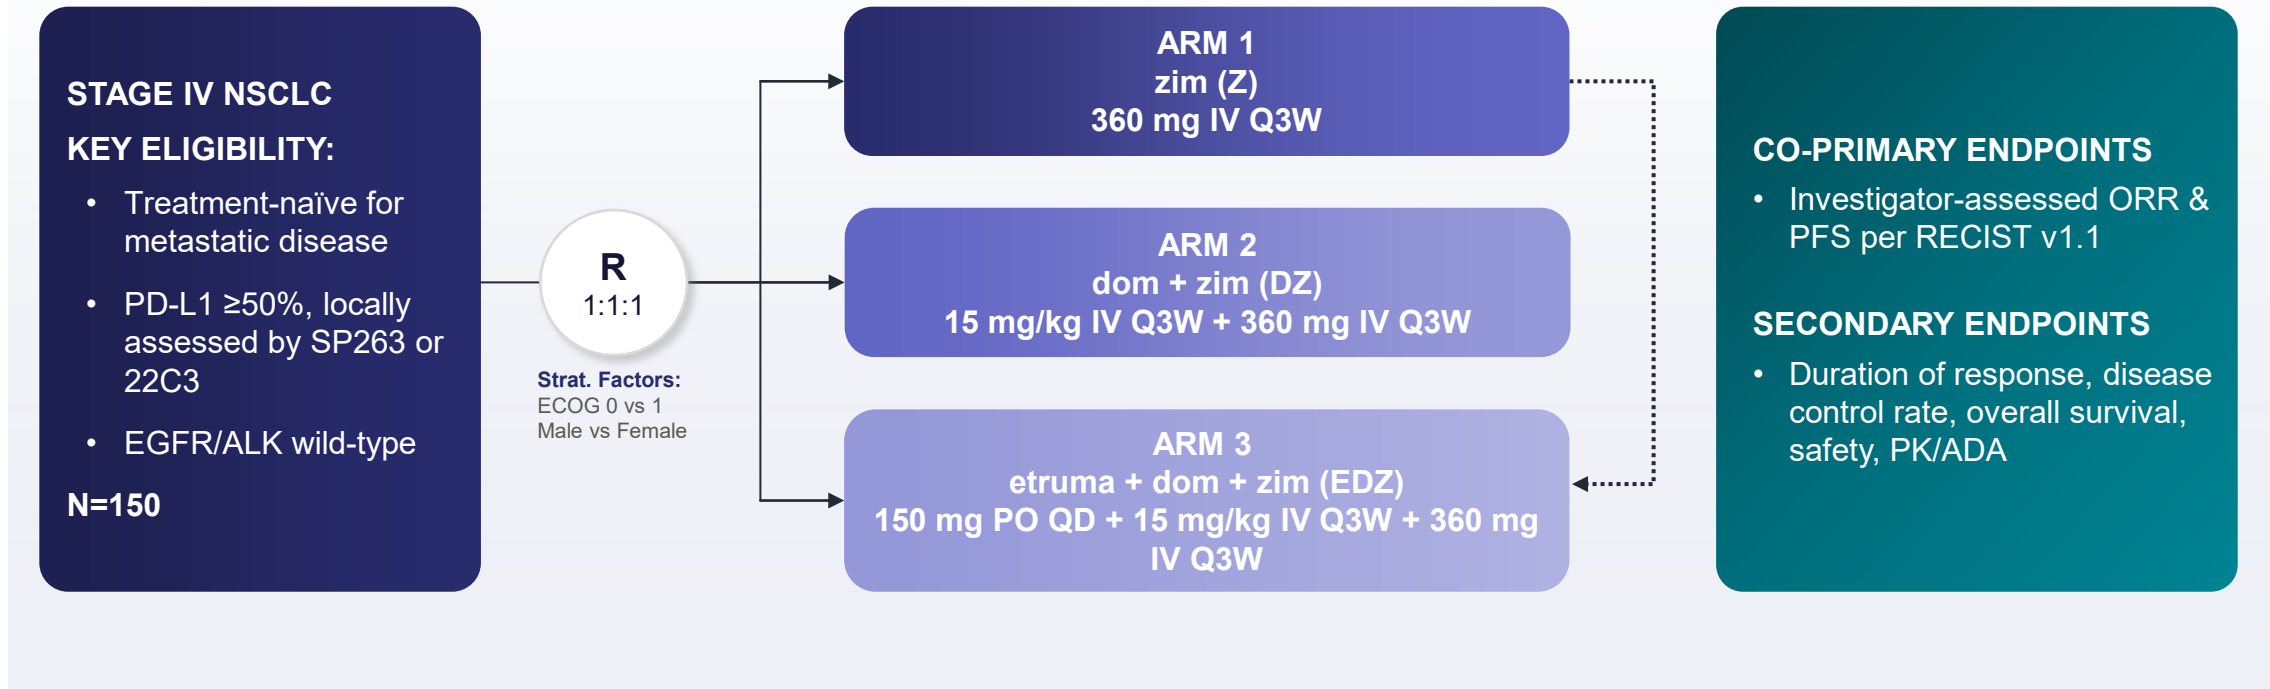 STAGE IV NSCLC
KEY ELIGIBILITY:
• Treatment-naïve for
metastatic disease
• PD-L1 ≥50%, locally
assessed by SP263 or
22C3
• EGFR/ALK wild-type
N=150
R
1:1:1
Strat. Factors:
ECOG 0 vs 1
Male vs Female
ARM 1
zim (Z)
360 mg IV Q3W
ARM 2
dom + zim (DZ)
15 mg/kg IV Q3W + 360 mg IV Q3W
ARM 3
etruma + dom + zim (EDZ)
150 mg PO QD + 15 mg/kg IV Q3W + 360 mg
IV Q3W
CO-PRIMARY ENDPOINTS
• Investigator-assessed ORR &
PFS per RECIST v1.1
SECONDARY ENDPOINTS
• Duration of response, disease
control rate, overall survival,
safety, PK/ADA